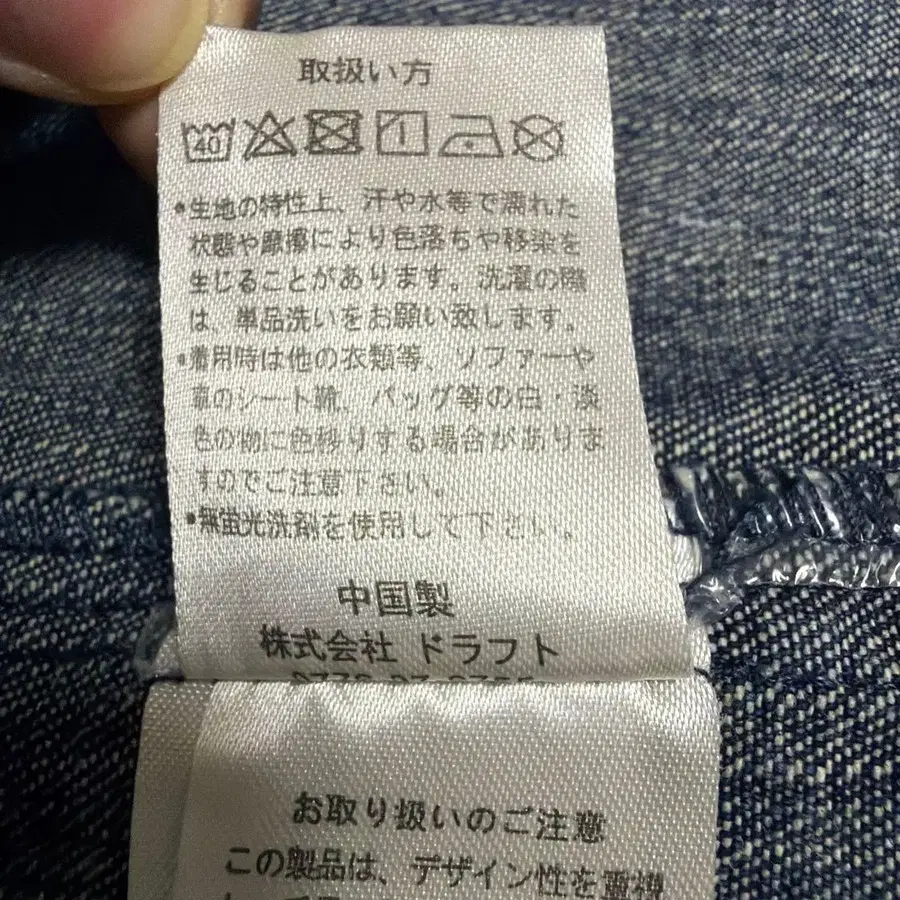 取扱い方
40
•生地の特性上、汗や水等で濡れた
状態や摩擦により色落ちや移染を
生じることがあります。洗濯の際
は、単品洗いをお願い致します。
•着用時は他の衣類等、ソファーや
車のシート、靴、バッグ等の白・淡
色の物に色移りする場合がありま
すのでご注意下さい。
•無蛍光洗剤を使用して下さい。
中国製
株式会社 ドラフト
お取り扱いのご注意
この製品は、デザイン性を重視